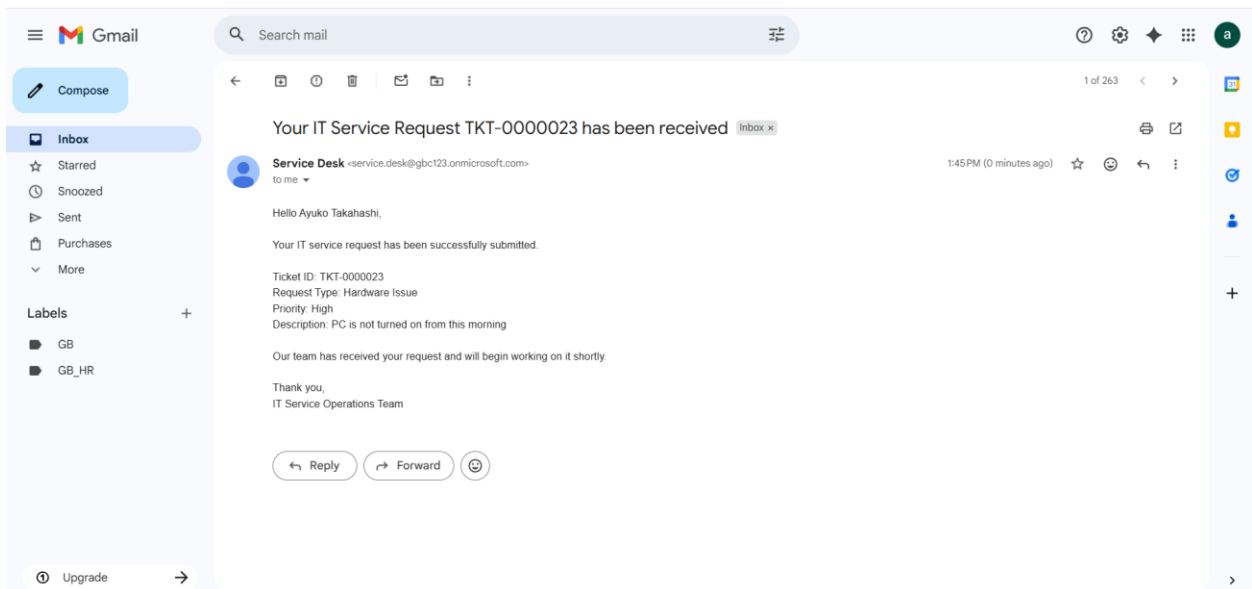 Gmail
Search mail
a
Compose
1 of 263
31
Inbox
Starred
Snoozed
Sent
Purchases
More
Labels
GB
GB_HR
Upgrade
Your IT Service Request TKT-0000023 has been received Inbox ×
Service Desk <service.desk@gbc123.onmicrosoft.com>
1:45 PM (0 minutes ago)
to me
Hello Ayuko Takahashi,
Your IT service request has been successfully submitted.
Ticket ID: TKT-0000023
Request Type: Hardware Issue
Priority: High
Description: PC is not turned on from this morning
Our team has received your request and will begin working on it shortly.
Thank you,
IT Service Operations Team
Reply
Forward